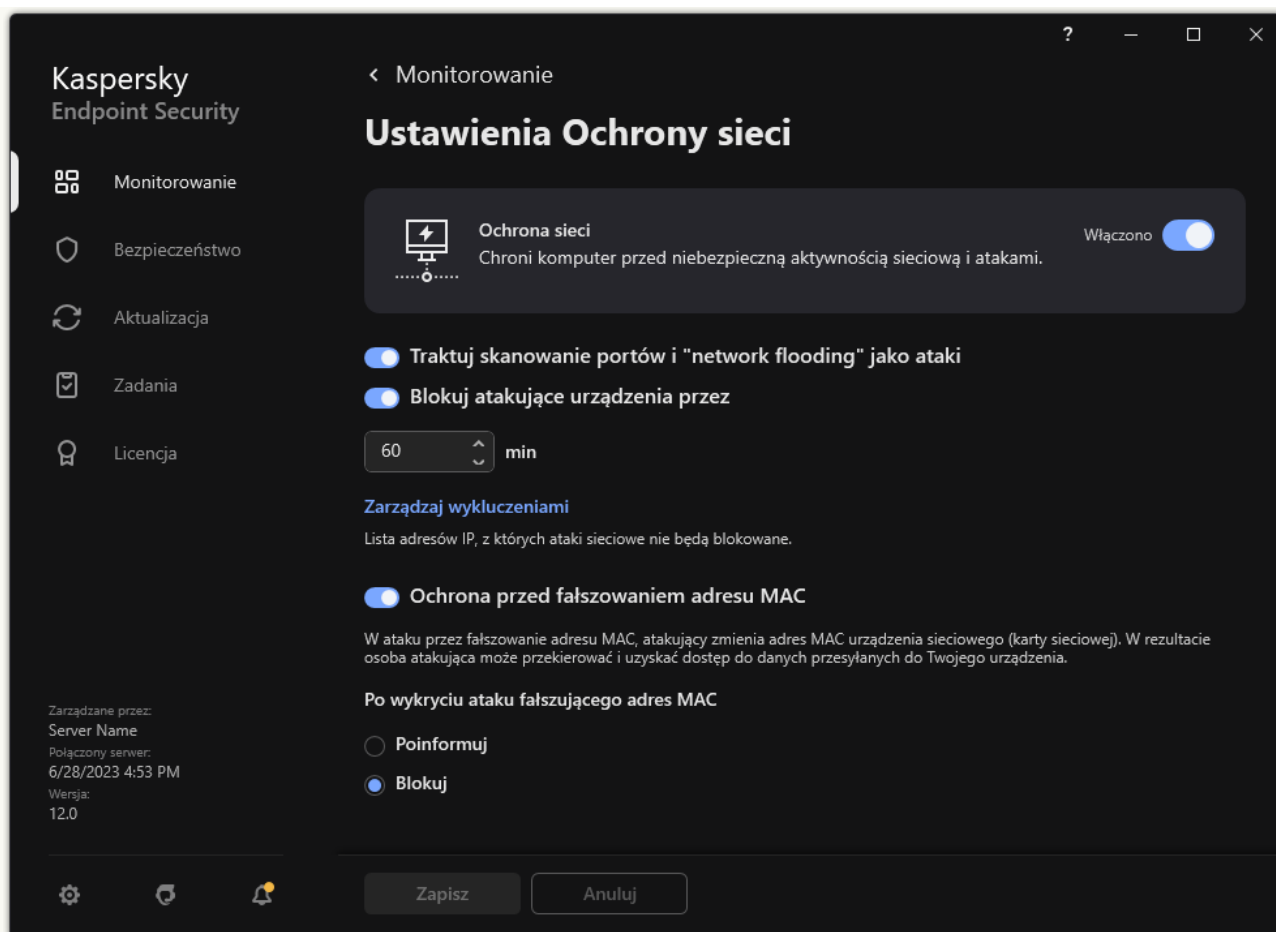 ?
Kaspersky
Endpoint Security
Monitorowanie
Bezpieczeństwo
Aktualizacja
Zadania
Licencja
Zarządzane przez:
Server Name
Połączony serwer:
6/28/2023 4:53 PM
Wersja:
12.0
Monitorowanie
Ustawienia Ochrony sieci
Ochrona sieci
Chroni komputer przed niebezpieczną aktywnością sieciową i atakami.
Włączono
Traktuj skanowanie portów i "network flooding" jako ataki
Blokuj atakujące urządzenia przez
60 min
Zarządzaj wykluczeniami
Lista adresów IP, z których ataki sieciowe nie będą blokowane.
Ochrona przed fałszowaniem adresu MAC
W ataku przez fałszowanie adresu MAC, atakujący zmienia adres MAC urządzenia sieciowego (karty sieciowej). W rezultacie
osoba atakująca może przekierować i uzyskać dostęp do danych przesyłanych do Twojego urządzenia.
Po wykryciu ataku fałszującego adres MAC
Poinformuj
Blokuj
Zapisz
Anuluj